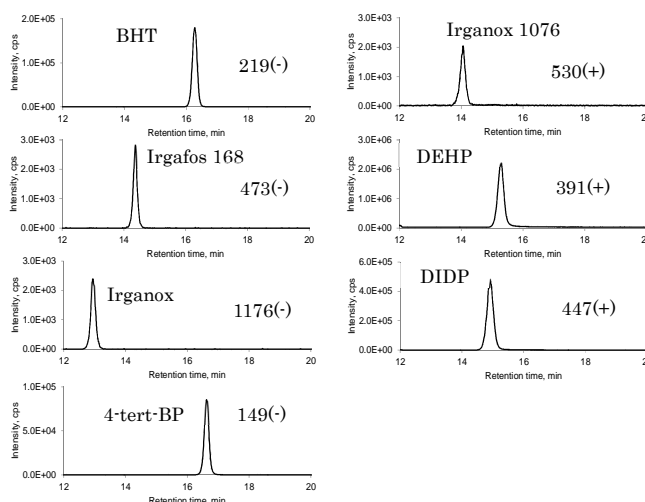 Intensity, cps
2.0E+05
1.0E+05
0.0E+00
BHT
219(-)
12 14 16 18 20
Retention time, min
Intensity, cps
3.0E+03
2.0E+03
1.0E+03
0.0E+00
Irganox 1076
530(+)
12 14 16 18 20
Retention time, min
Intensity, cps
3.0E+03
2.0E+03
1.0E+03
0.0E+00
Irgafos 168
473(-)
12 14 16 18 20
Retention time, min
Intensity, cps
3.0E+06
2.0E+06
1.0E+06
0.0E+00
DEHP
391(+)
12 14 16 18 20
Retention time, min
Intensity, cps
3.0E+03
2.0E+03
1.0E+03
0.0E+00
Irganox
1176(-)
12 14 16 18 20
Retention time, min
Intensity, cps
6.0E+05
4.0E+05
2.0E+05
0.0E+00
DIDP
447(+)
12 14 16 18 20
Retention time, min
Intensity, cps
1.0E+05
5.0E+04
0.0E+00
4-tert-BP
149(-)
12 14 16 18 20
Retention time, min